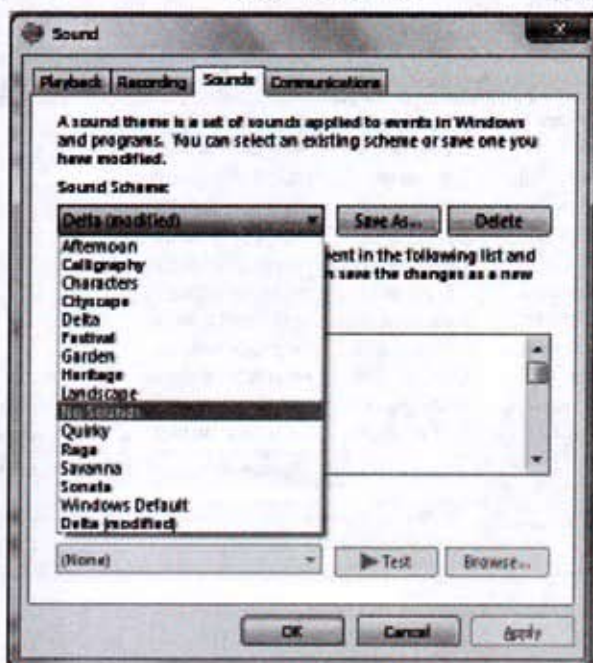 Sound
Playback Recording Sounds Communications
A sound theme is a set of sounds applied to events in Windows
and programs. You can select an existing scheme or save one you
have modified.
Sound Scheme:
Delta (modified) Save As... Delete
Afternoon
Calligraphy
Characters
Cityscape
Delta
Festival
Garden
Heritage
Landscape
No Sounds
Quirky
Raga
Savanna
Sonata
Windows Default
Delta (modified)
ent in the following list and
save the changes as a new
(None) Test Browse...
OK Cancel Apply